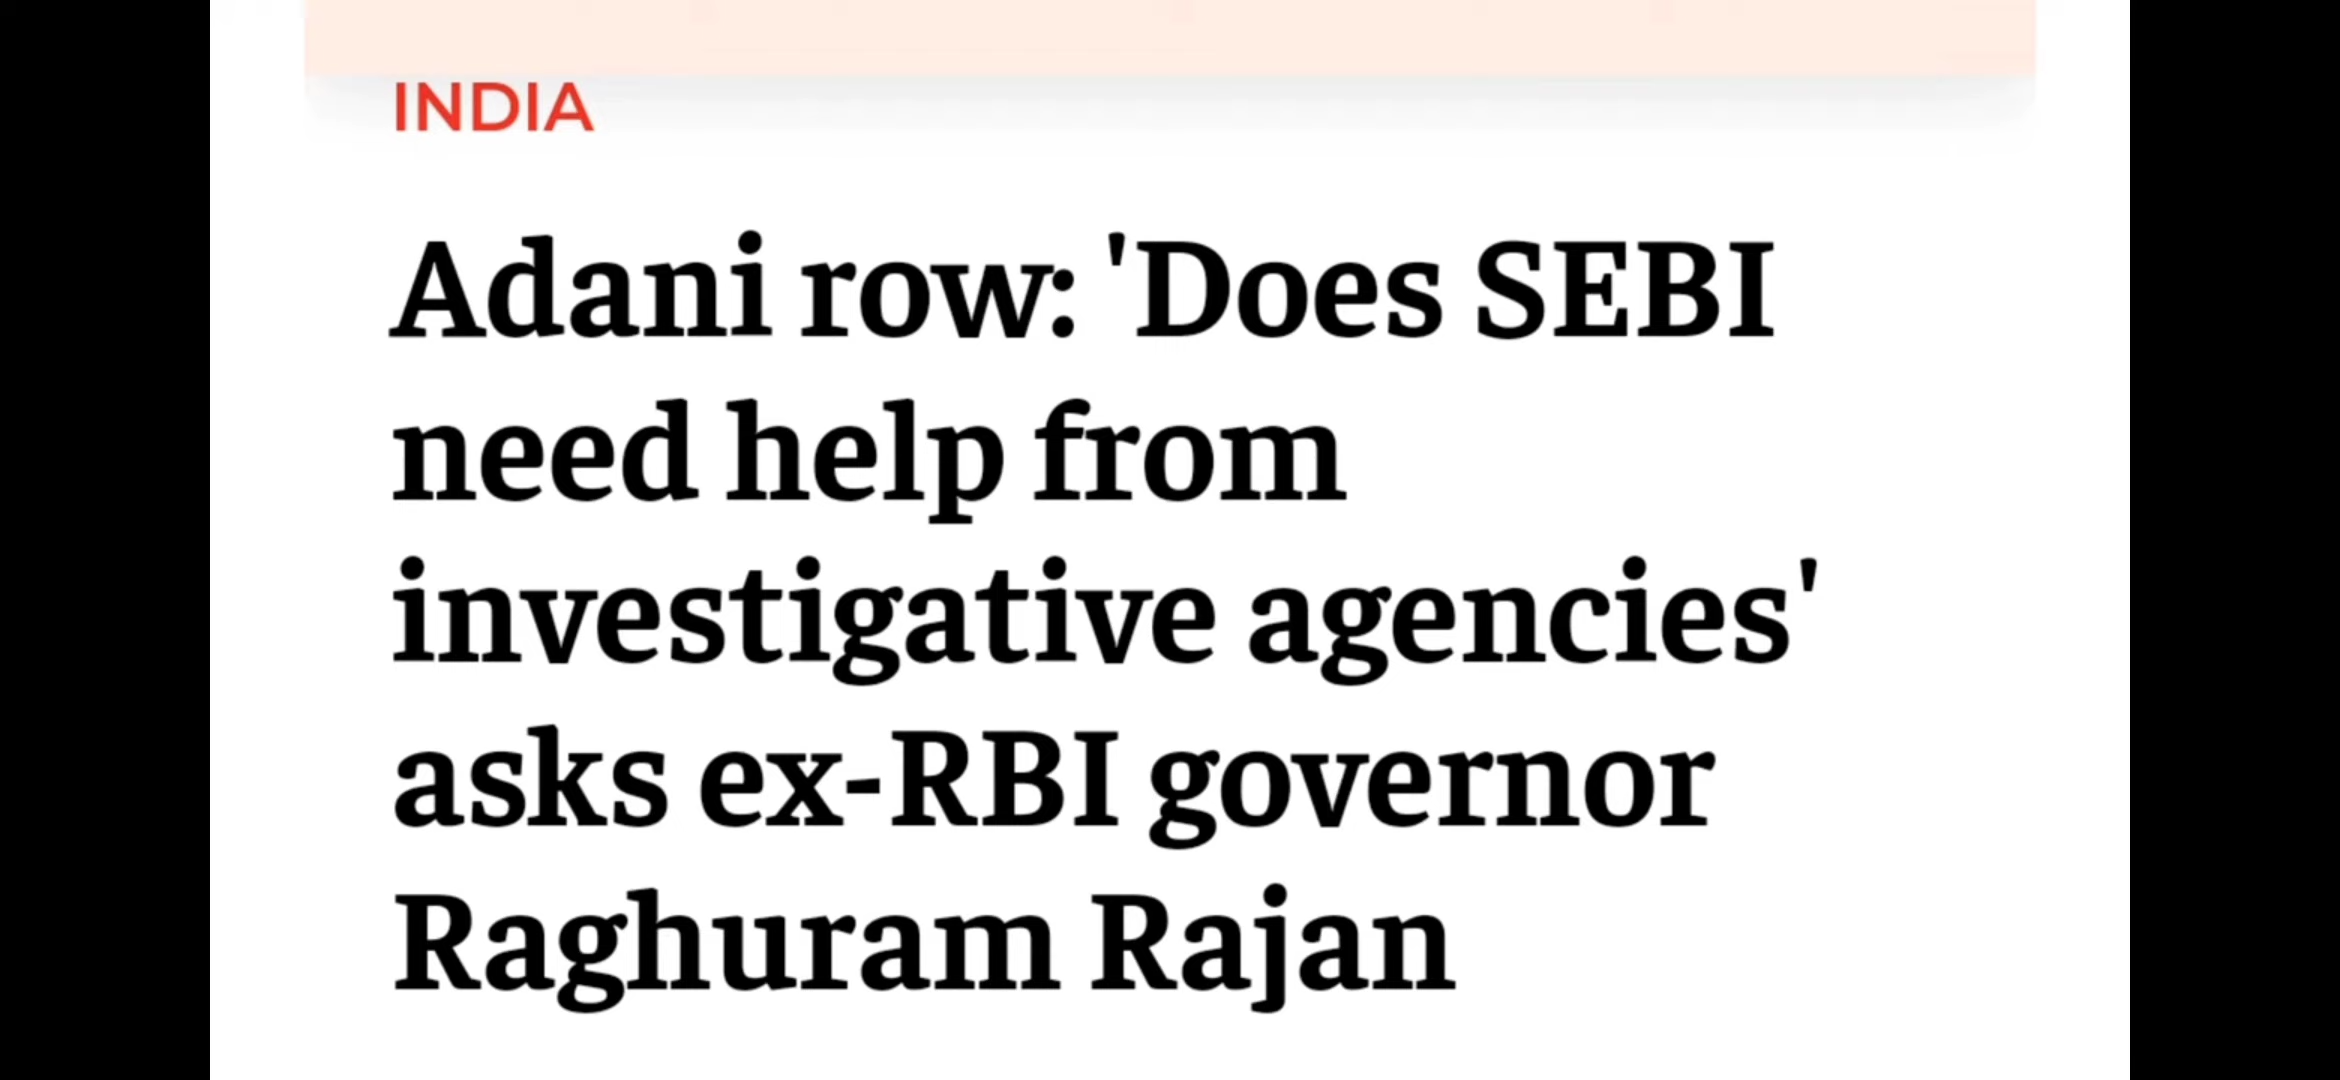 INDIA
Adani row: 'Does SEBI
need help from
investigative agencies'
asks ex-RBI governor
Raghuram Rajan